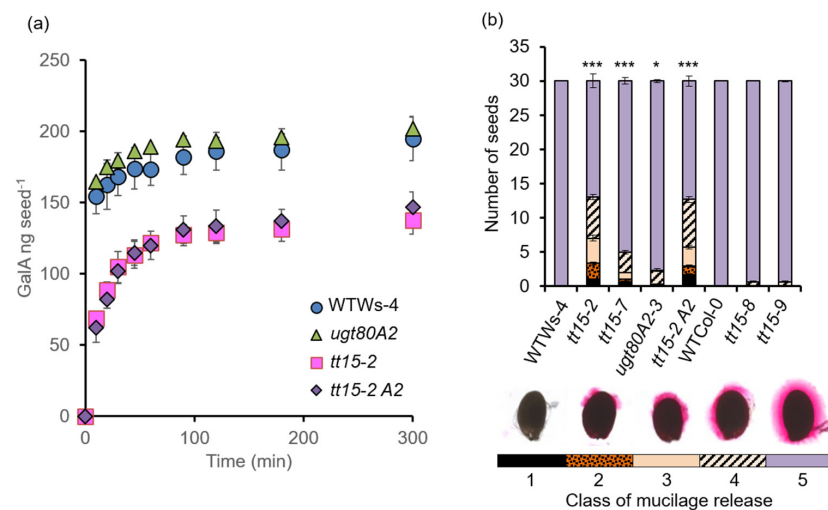 (a)
GalA ng seed-1
250
200
150
100
50
0
0
100
200
300
Time (min)
WTWs-4
ugt80A2
tt15-2
tt15-2 A2
(b)
Number of seeds
35
30
25
20
15
10
5
0
*** *** * ***
WTWs-4
tt15-2
tt15-7
ugt80A2-3
tt15-2 A2
WTCol-0
tt15-8
tt15-9
1 2 3 4 5
Class of mucilage release